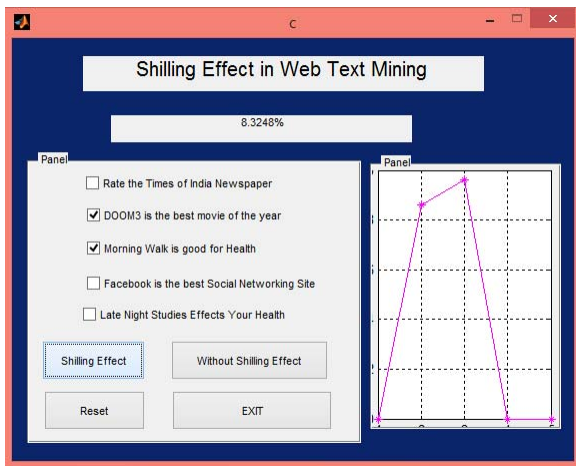 C
Shilling Effect in Web Text Mining
8.3248%
Panel
Rate the Times of India Newspaper
DOOM3 is the best movie of the year
Morning Walk is good for Health
Facebook is the best Social Networking Site
Late Night Studies Effects Your Health
Shilling Effect
Without Shilling Effect
Reset
EXIT
Panel